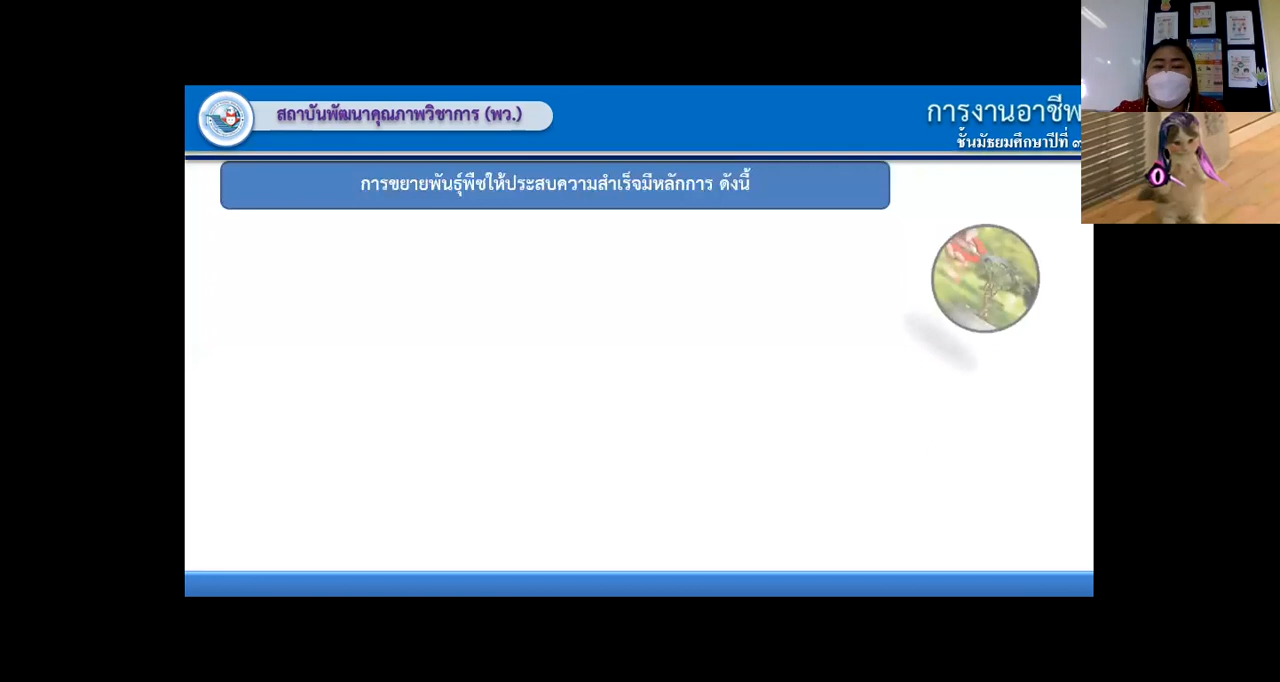 สถาบันพัฒนาคุณภาพวิชาการ (พว.)
การงานอาชีพ
ชั้นมัธยมศึกษาปีที่ ๓
การขยายพันธุ์พืชให้ประสบความสำเร็จมีหลักการ ดังนี้